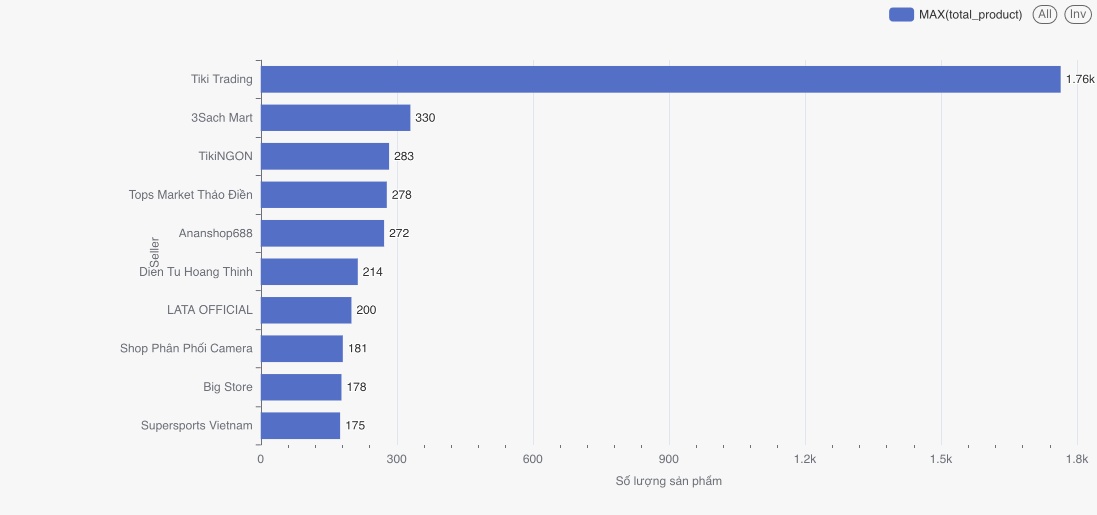 MAX(total_product) All Inv
Tiki Trading 1.76k
3Sach Mart 330
TikiNGON 283
Tops Market Thảo Điền 278
Ananshop688 272
Seller
Dien Tu Hoang Thinh 214
LATA OFFICIAL 200
Shop Phân Phối Camera 181
Big Store 178
Supersports Vietnam 175
0 300 600 900 1.2k 1.5k 1.8k
Số lượng sản phẩm